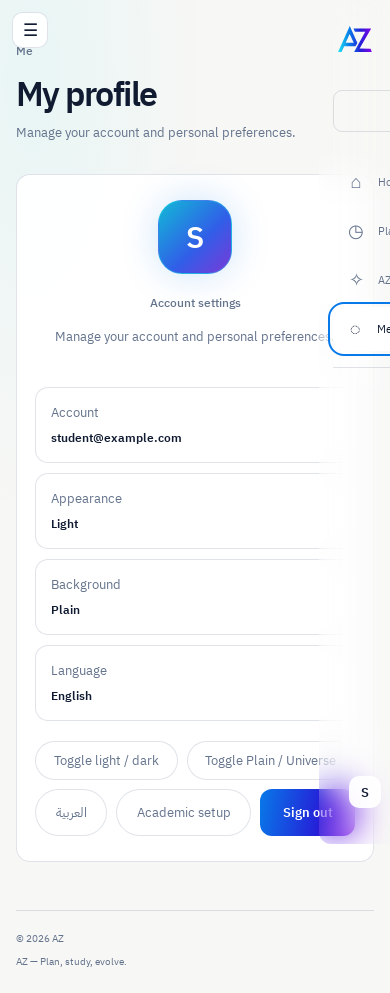 Me
AZ
My profile
Manage your account and personal preferences.
S
Account settings
Manage your account and personal preferences
Account
student@example.com
Appearance
Light
Background
Plain
Language
English
Toggle light / dark
Toggle Plain / Universe
العربية
Academic setup
Sign out
AZ
Me
S
© 2026 AZ
AZ — Plan, study, evolve.